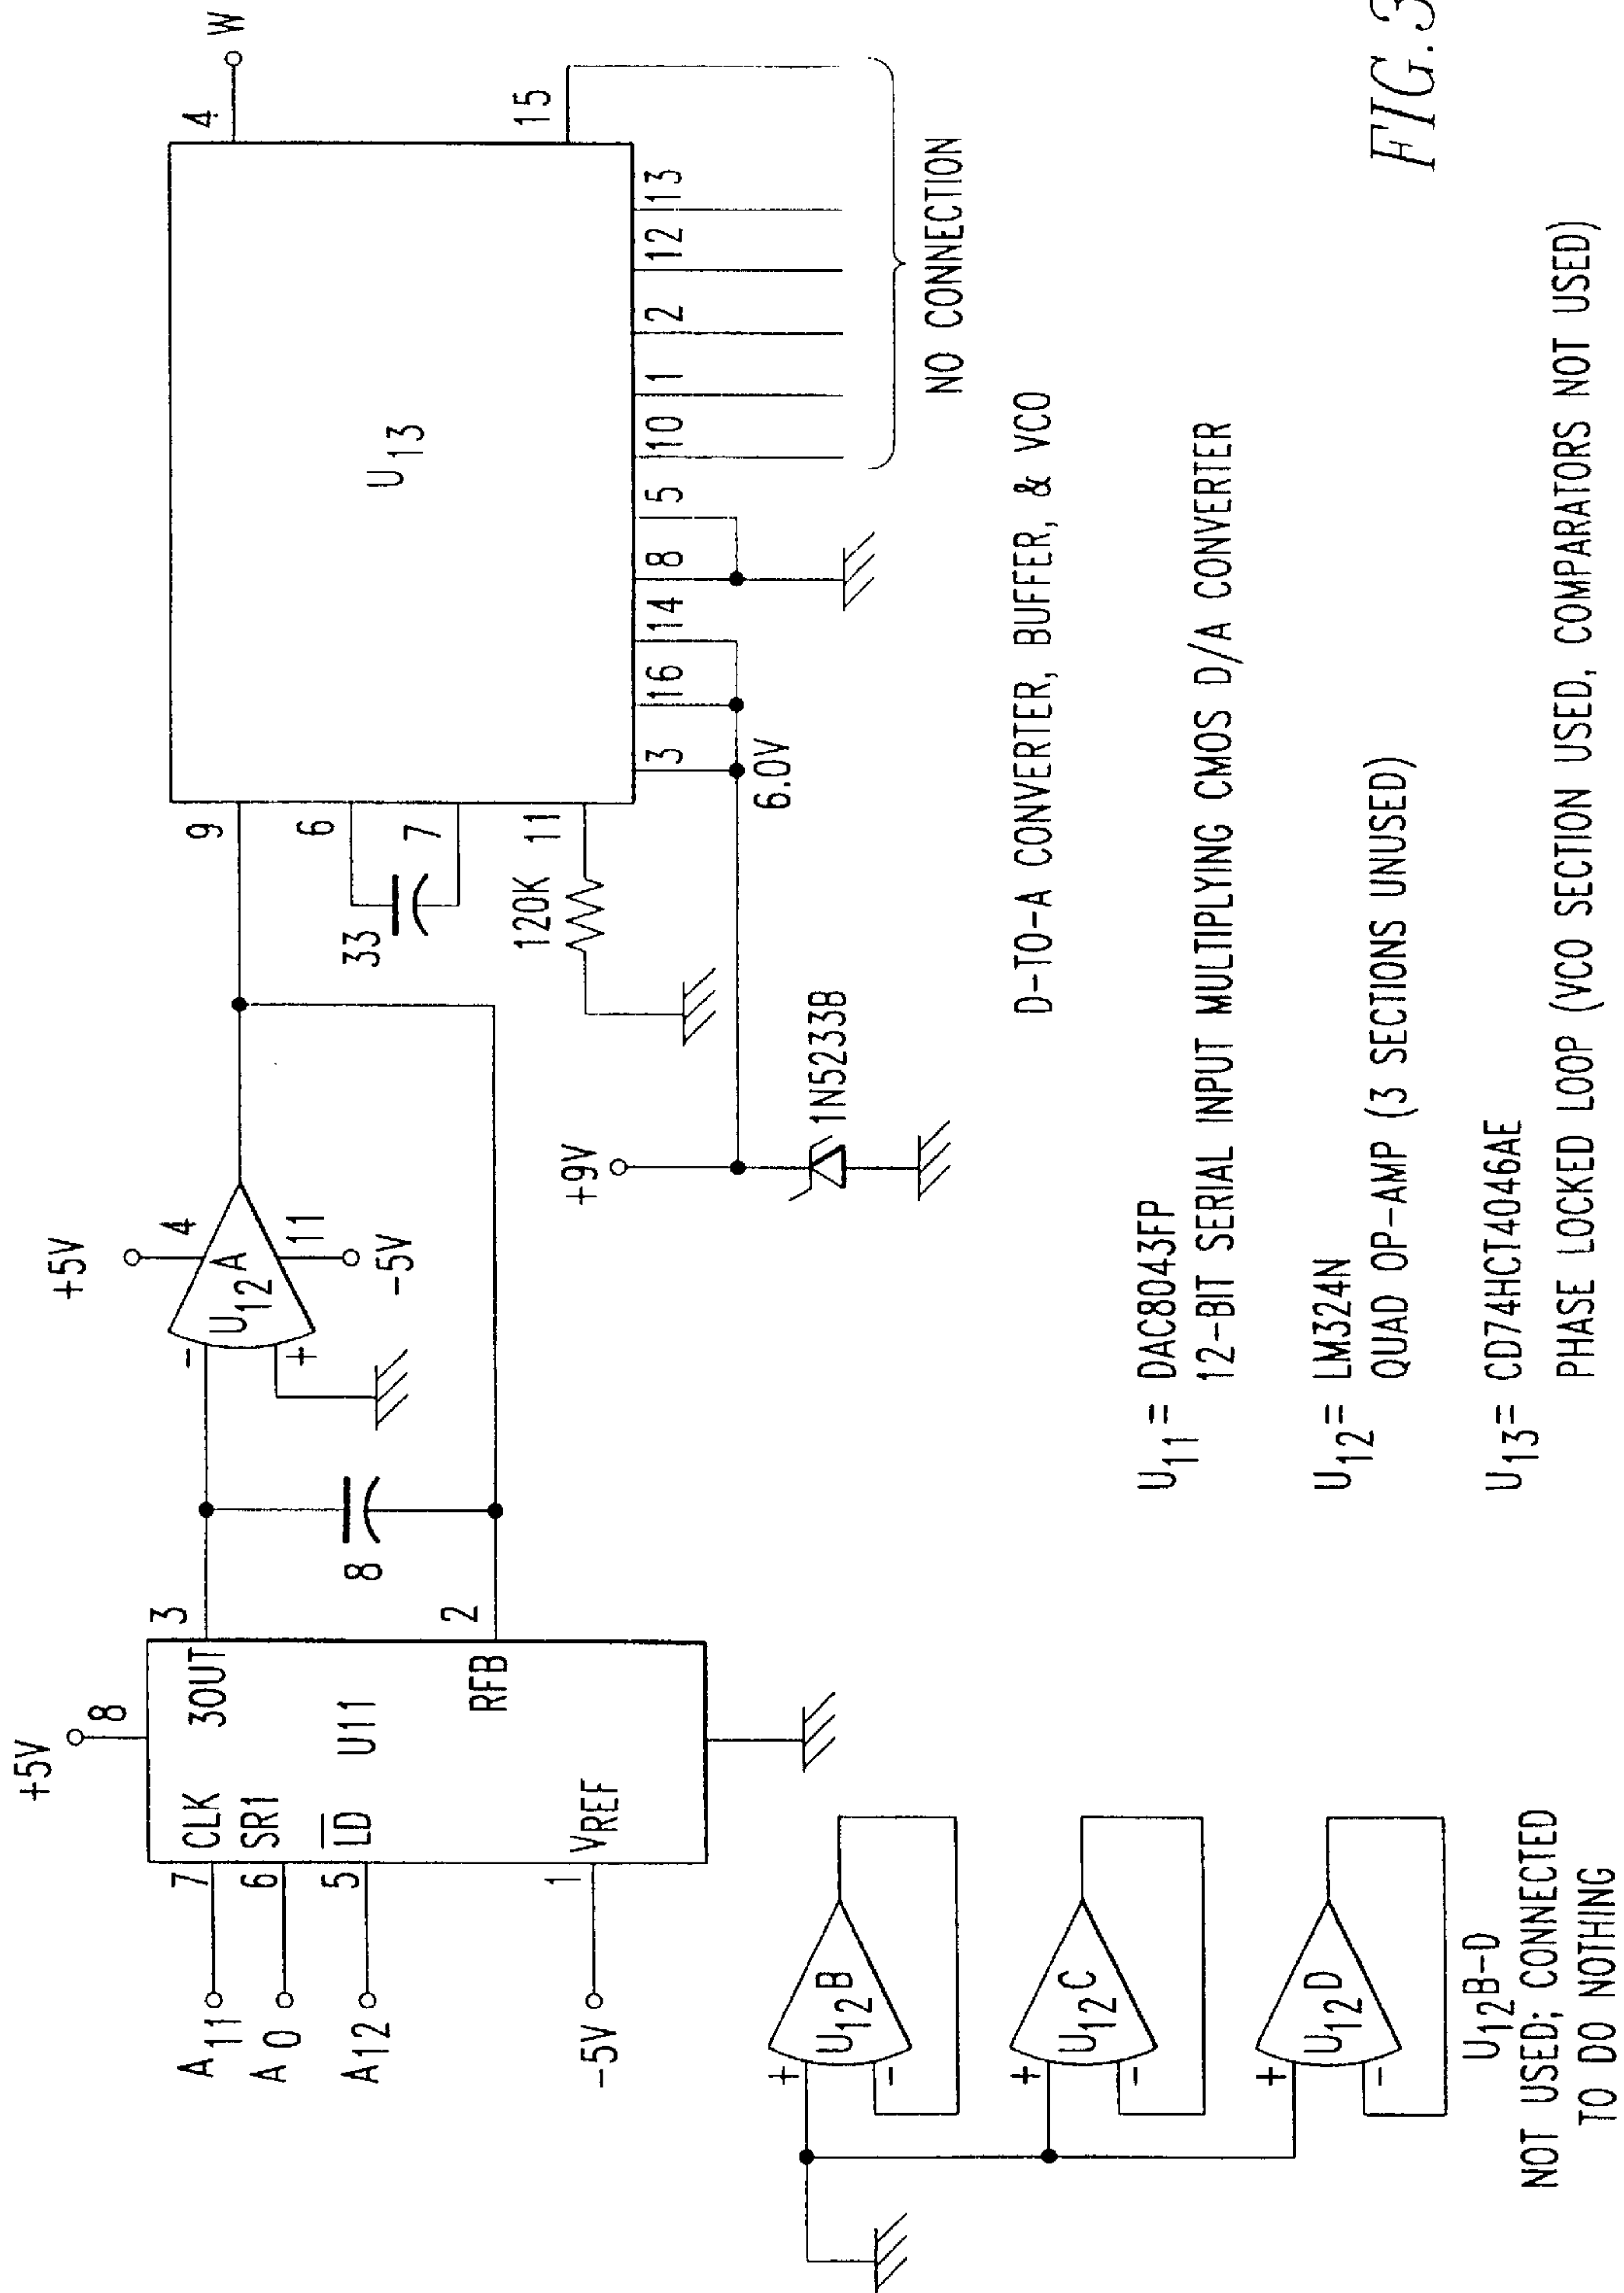 +5V
8
A11
7
CLK
A0
6
SR1
A12
5
LD
-5V
1
VREF
U11
3OUT
3
RFB
2
8
-
+
U12
A
+5V
4
11
-5V
+9V
1N5233B
9
6
7
33
11
120K
U13
4
W
15
3
16
14
8
5
10
1
2
12
13
6.0V
NO CONNECTION
+
-
U12B
+
-
U12C
+
-
U12D
U12B-D
NOT USED; CONNECTED
TO DO NOTHING
D-TO-A CONVERTER, BUFFER, & VCO
U11= DAC8043FP
12-BIT SERIAL INPUT MULTIPLYING CMOS D/A CONVERTER
U12= LM324N
QUAD OP-AMP (3 SECTIONS UNUSED)
U13= CD74HCT4046AE
PHASE LOCKED LOOP (VCO SECTION USED, COMPARATORS NOT USED)
FIG.3